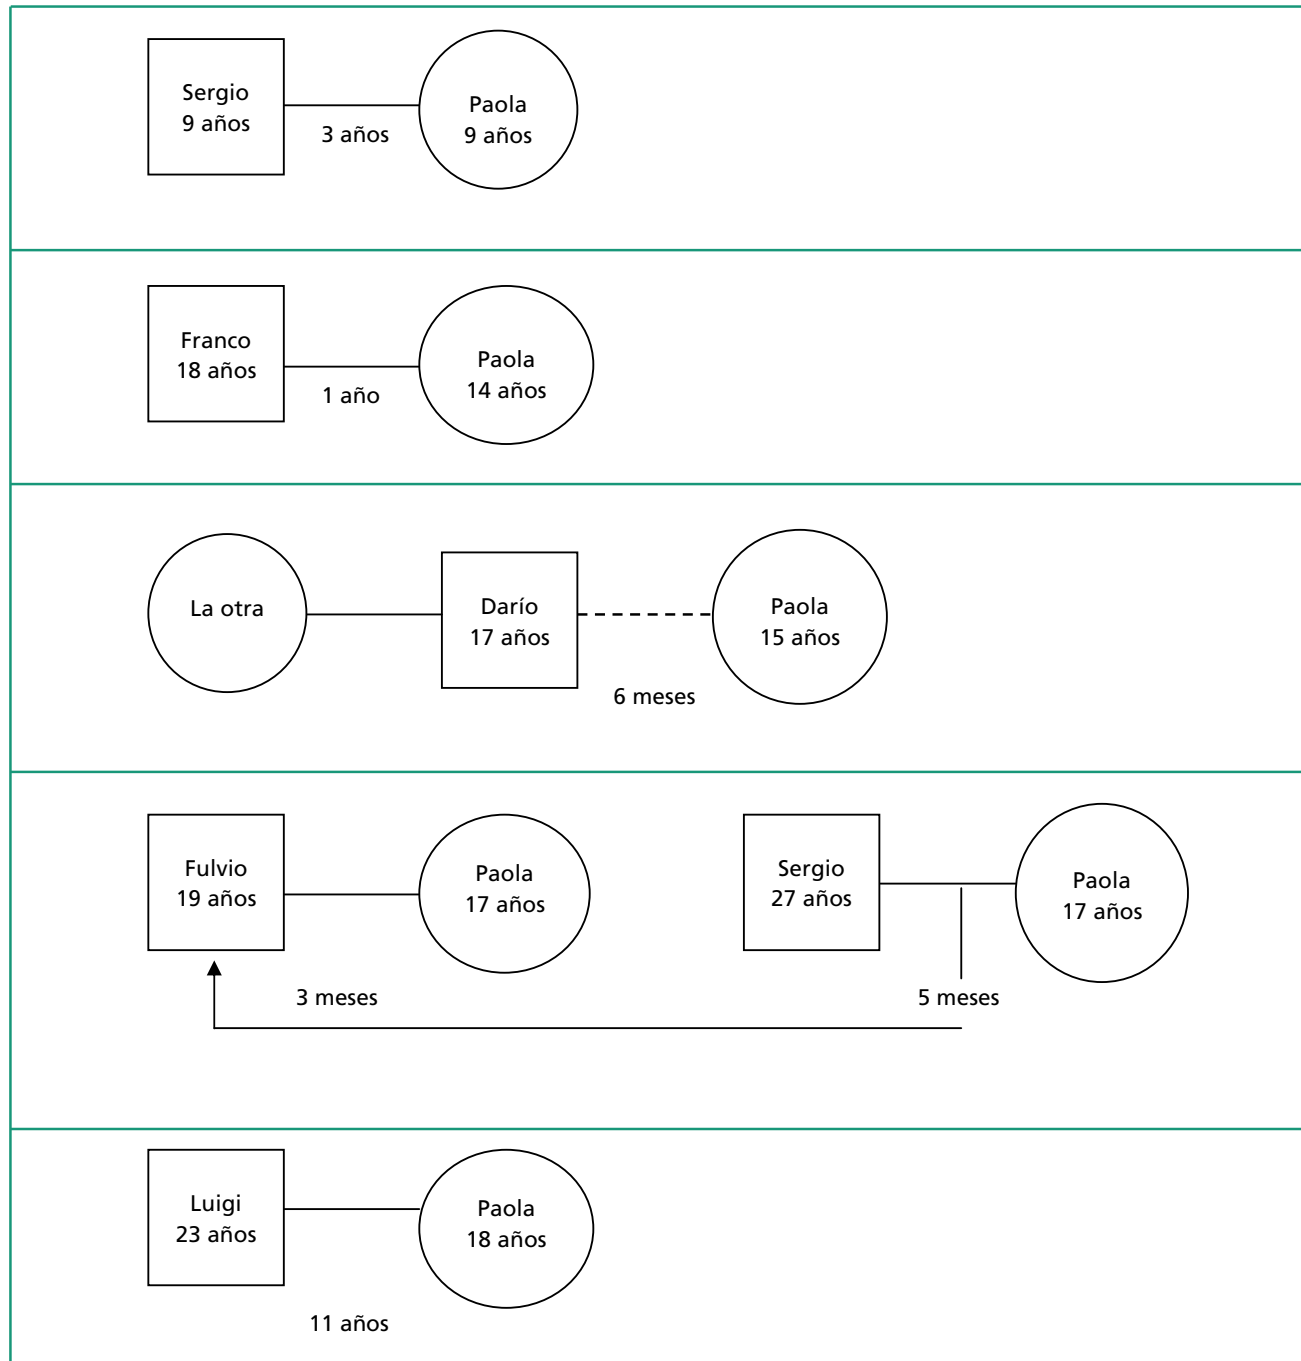 Sergio
9 años
3 años
Paola
9 años
Franco
18 años
1 año
Paola
14 años
La otra
Darío
17 años
6 meses
Paola
15 años
Fulvio
19 años
3 meses
Paola
17 años
Sergio
27 años
5 meses
Paola
17 años
Luigi
23 años
11 años
Paola
18 años